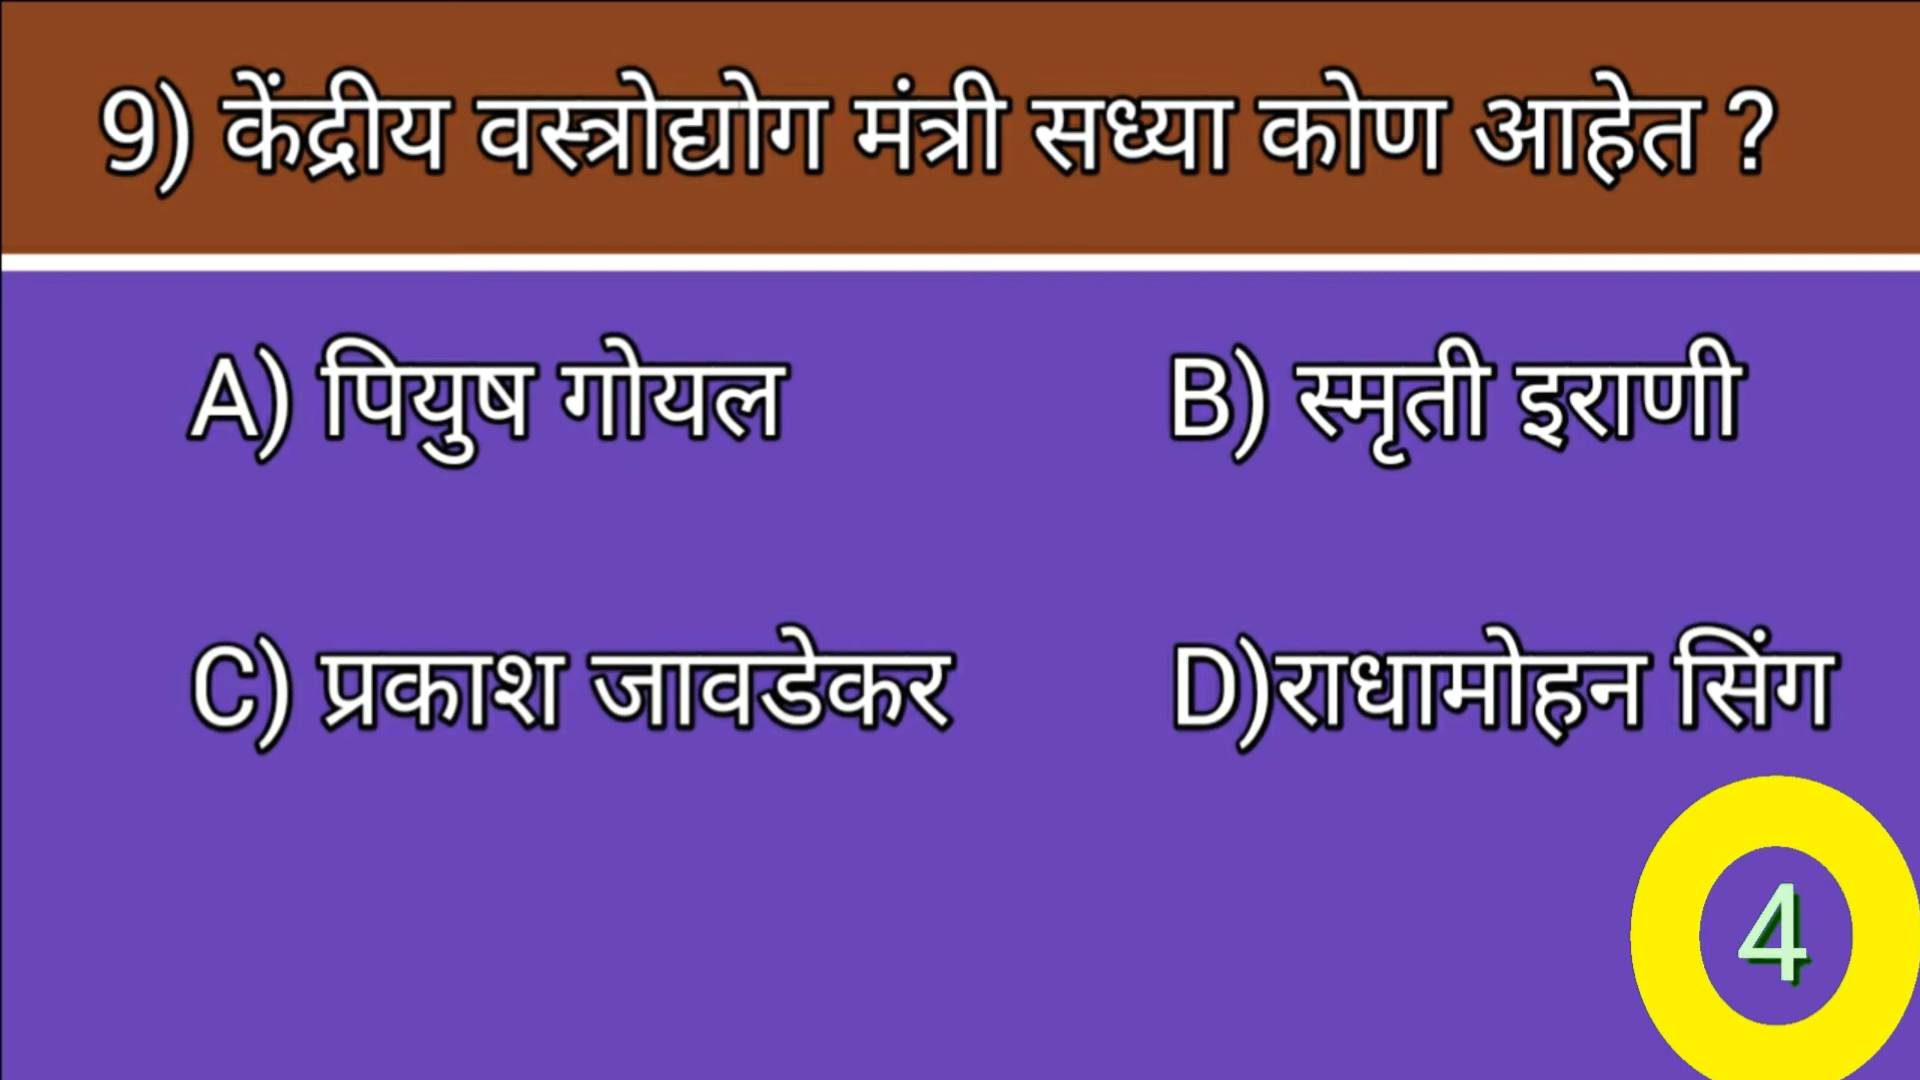 9) केंद्रीय वस्त्रोद्योग मंत्री सध्या कोण आहेत ?
A) पियुष गोयल
B) स्मृती इराणी
C) प्रकाश जावडेकर
D)राधामोहन सिंग
4